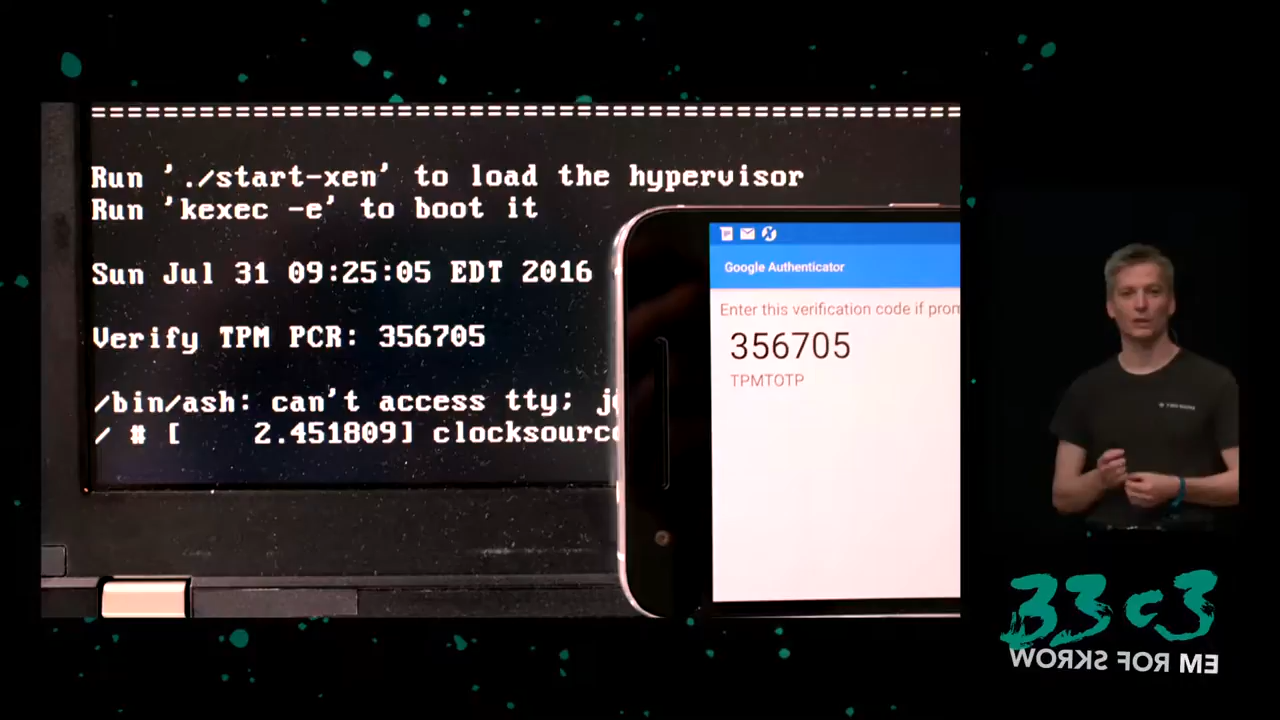 Run './start-xen' to load the hypervisor
Run 'kexec -e' to boot it
Sun Jul 31 09:25:05 EDT 2016
Verify TPM PCR: 356705
/bin/ash: can't access tty; j
/ # [    2.451809] clocksource
Google Authenticator
Enter this verification code if prom
356705
TPMTOTP
33c3
WORKS FOR ME